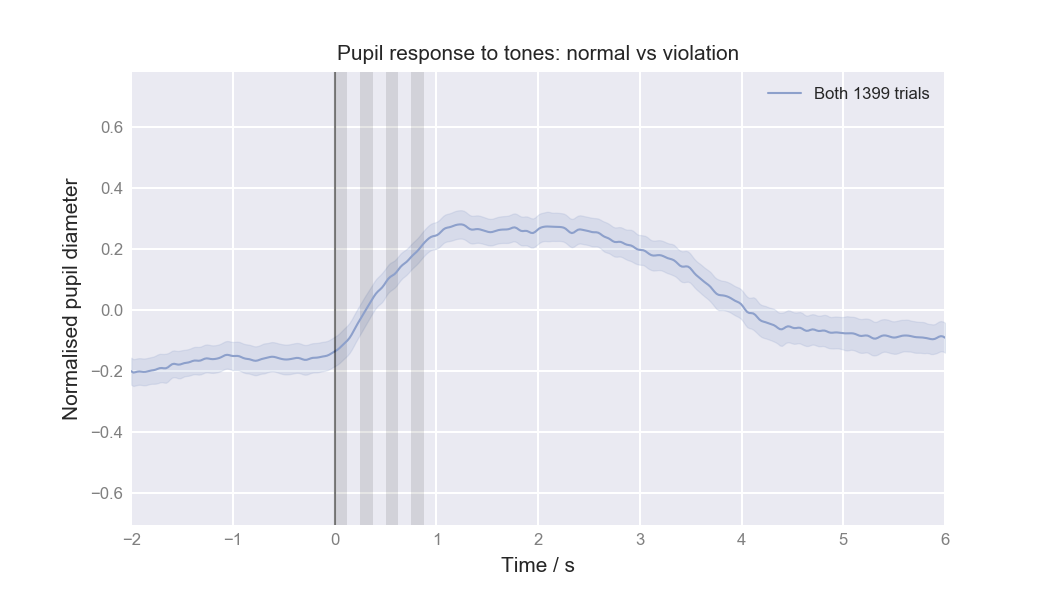 Pupil response to tones: normal vs violation
Both 1399 trials
Normalised pupil diameter
0.6
0.4
0.2
0.0
−0.2
−0.4
−0.6
−2 −1 0 1 2 3 4 5 6
Time / s